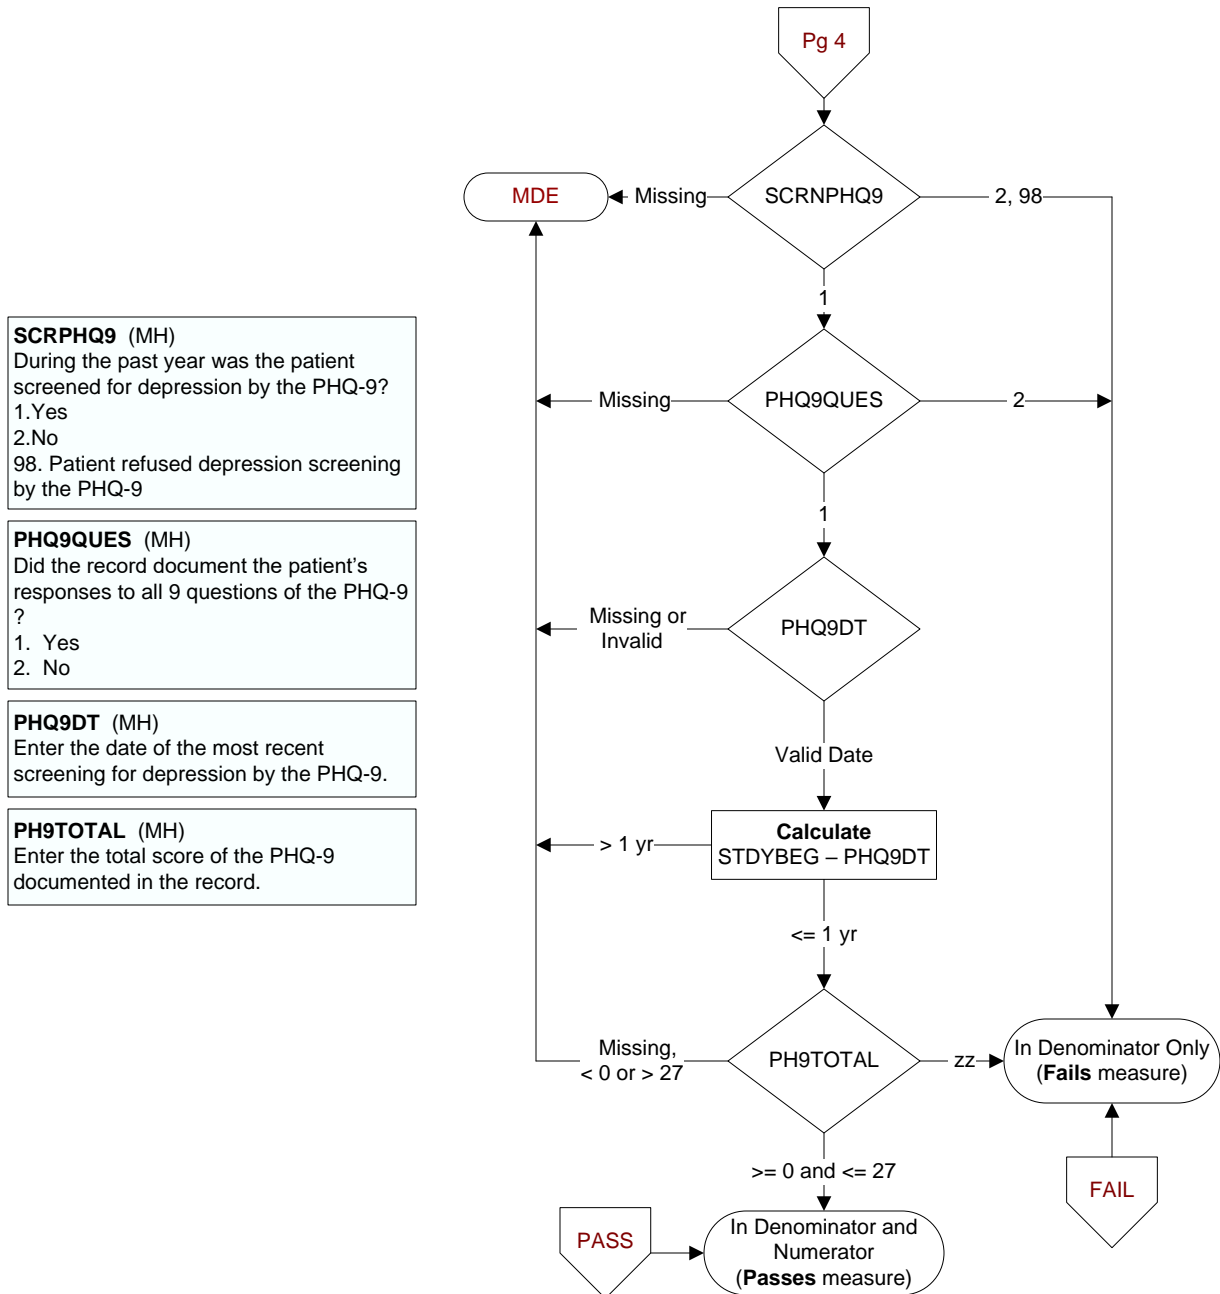 Pg 4
SCRNPHQ9
Missing
MDE
2, 98
1
PHQ9QUES
Missing
2
1
PHQ9DT
Missing or
Invalid
Valid Date
Calculate
STDYBEG – PHQ9DT
> 1 yr
<= 1 yr
PH9TOTAL
Missing,
< 0 or > 27
zz
In Denominator Only
(Fails measure)
>= 0 and <= 27
FAIL
PASS
In Denominator and
Numerator
(Passes measure)
SCRPHQ9 (MH)
During the past year was the patient
screened for depression by the PHQ-9?
1.Yes
2.No
98. Patient refused depression screening
by the PHQ-9
PHQ9QUES (MH)
Did the record document the patient’s
responses to all 9 questions of the PHQ-9
?
1. Yes
2. No
PHQ9DT (MH)
Enter the date of the most recent
screening for depression by the PHQ-9.
PH9TOTAL (MH)
Enter the total score of the PHQ-9
documented in the record.